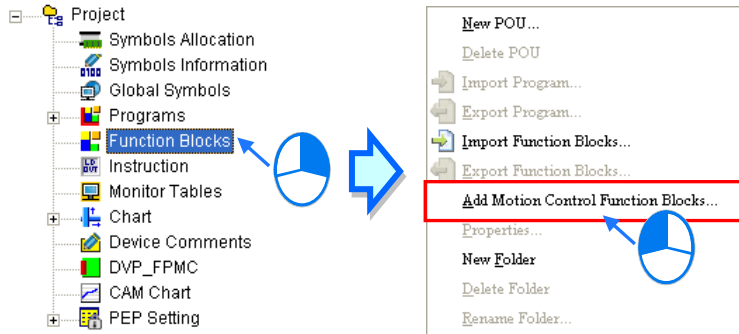 Project
Symbols Allocation
Symbols Information
Global Symbols
Programs
Function Blocks
Instruction
Monitor Tables
Chart
Device Comments
DVP_FPMC
CAM Chart
PEP Setting
New POU...
Delete POU
Import Program...
Export Program...
Import Function Blocks...
Export Function Blocks...
Add Motion Control Function Blocks...
Properties...
New Folder
Delete Folder
Rename Folder...